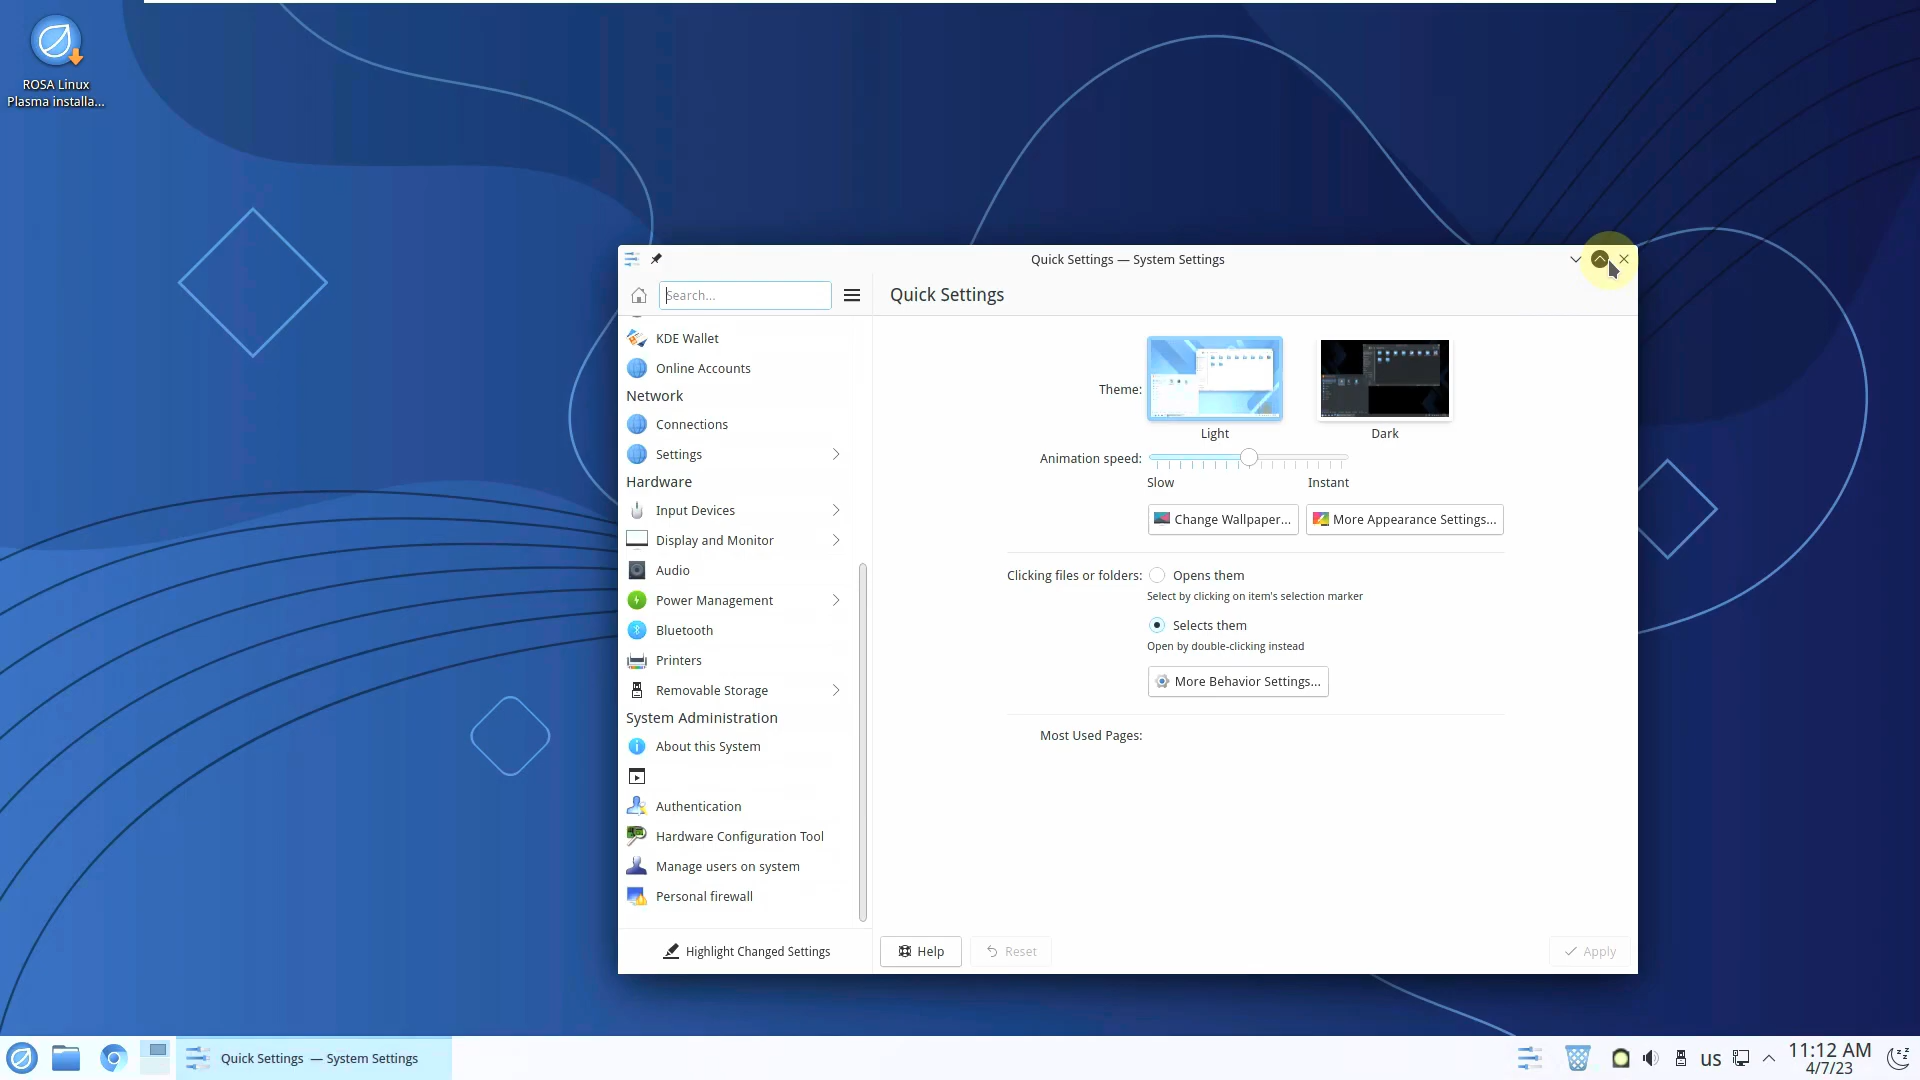 ROSA Linux
Plasma installa...
Quick Settings — System Settings
Search...
Quick Settings
KDE Wallet
Online Accounts
Network
Connections
Settings
Hardware
Input Devices
Display and Monitor
Audio
Power Management
Bluetooth
Printers
Removable Storage
System Administration
About this System
Authentication
Hardware Configuration Tool
Manage users on system
Personal firewall
Highlight Changed Settings
Theme:
Light
Dark
Animation speed:
Slow
Instant
Change Wallpaper...
More Appearance Settings...
Clicking files or folders:
Opens them
Select by clicking on item's selection marker
Selects them
Open by double-clicking instead
More Behavior Settings...
Most Used Pages:
Help
Reset
Apply
Quick Settings — System Settings
us
11:12 AM
4/7/23